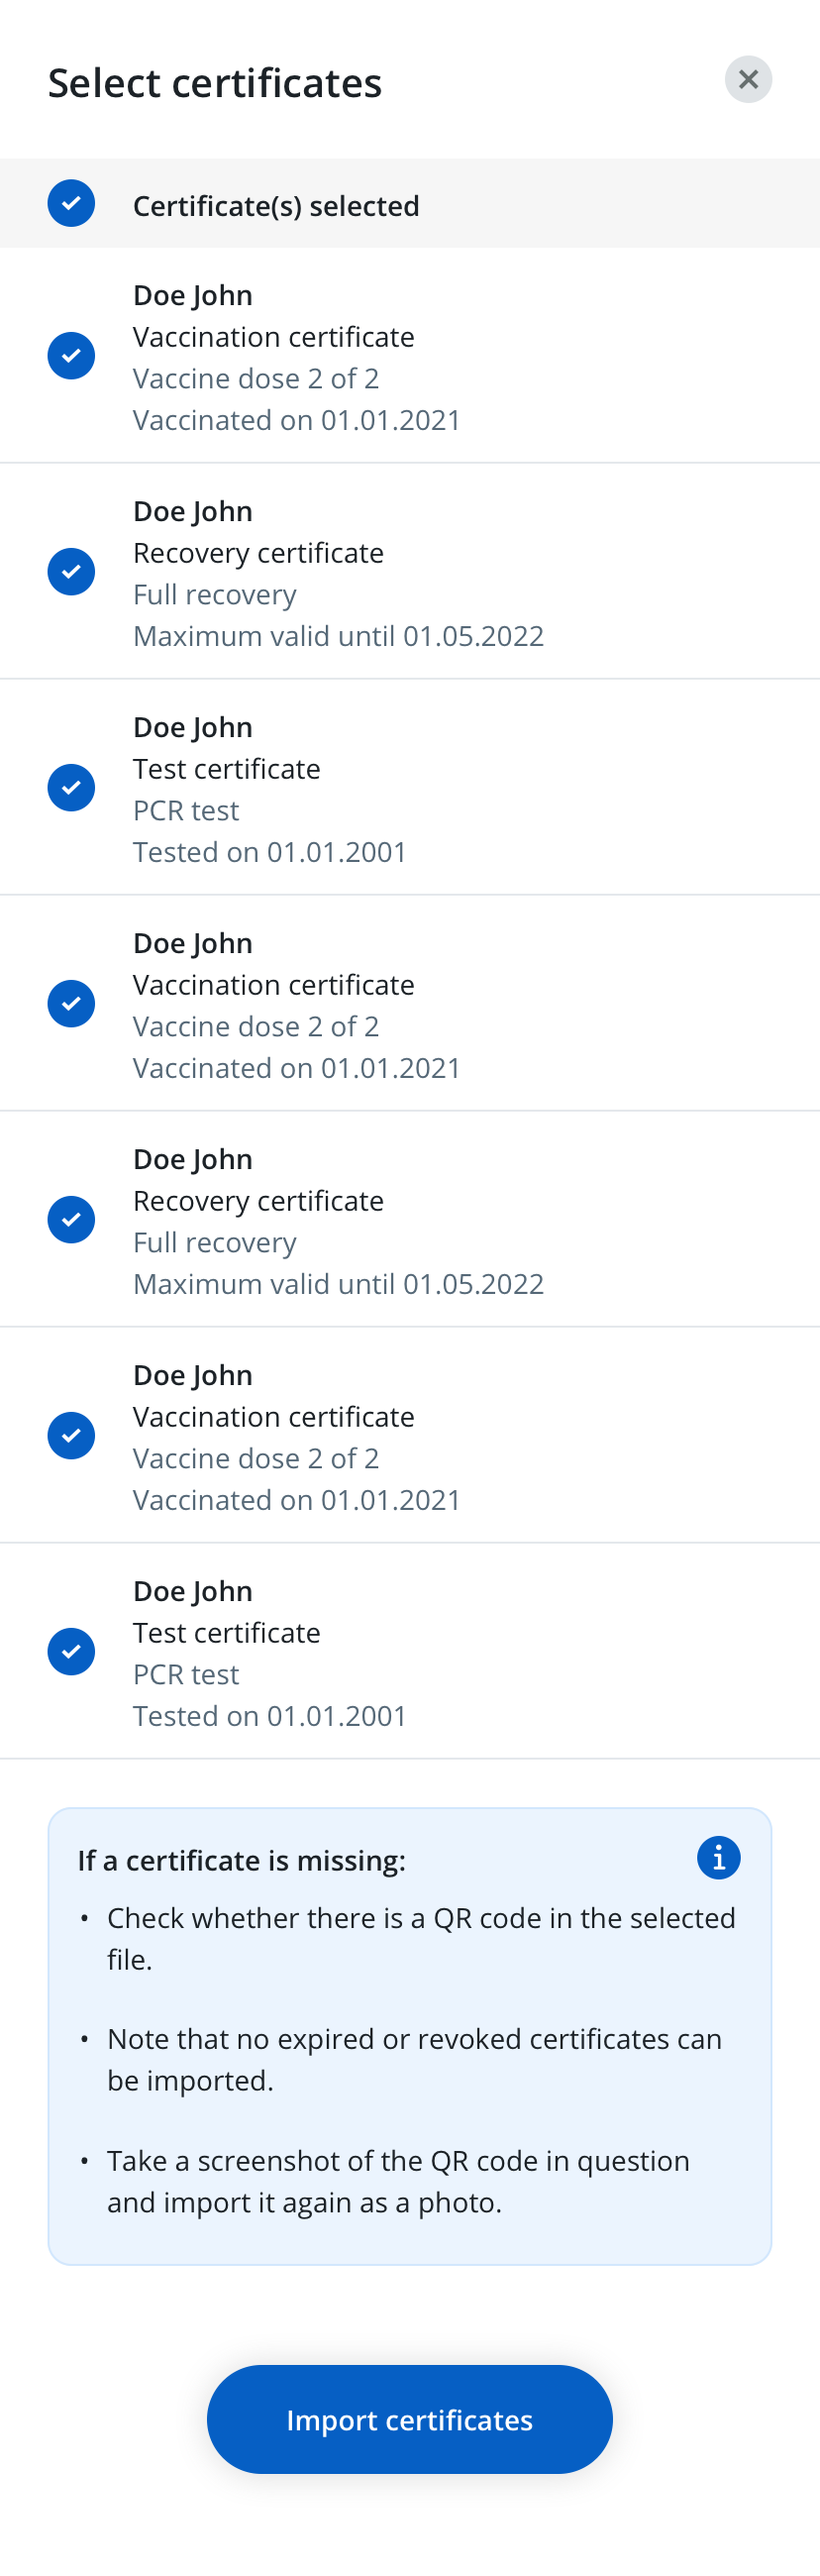 Select certificates
Certificate(s) selected
Doe John
Vaccination certificate
Vaccine dose 2 of 2
Vaccinated on 01.01.2021
Doe John
Recovery certificate
Full recovery
Maximum valid until 01.05.2022
Doe John
Test certificate
PCR test
Tested on 01.01.2001
Doe John
Vaccination certificate
Vaccine dose 2 of 2
Vaccinated on 01.01.2021
Doe John
Recovery certificate
Full recovery
Maximum valid until 01.05.2022
Doe John
Vaccination certificate
Vaccine dose 2 of 2
Vaccinated on 01.01.2021
Doe John
Test certificate
PCR test
Tested on 01.01.2001
If a certificate is missing:
• Check whether there is a QR code in the selected
file.
• Note that no expired or revoked certificates can
be imported.
• Take a screenshot of the QR code in question
and import it again as a photo.
Import certificates